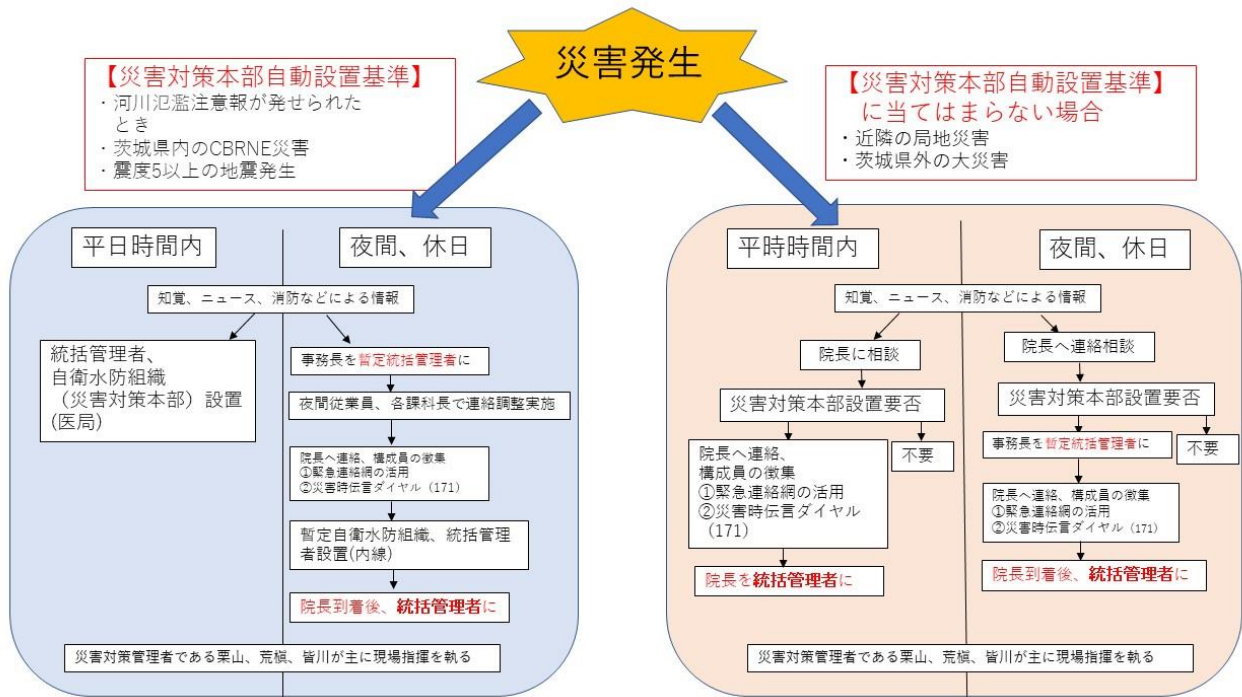 災害発生
【災害対策本部自動設置基準】
・河川氾濫注意報が発せられた
とき
・茨城県内のCBRNE災害
・震度5以上の地震発生
【災害対策本部自動設置基準】
に当てはまらない場合
・近隣の局地災害
・茨城県外の大災害
平日時間内
夜間、休日
知覚、ニュース、消防などによる情報
統括管理者、
自衛水防組織
（災害対策本部）設置
(医局)
事務長を暫定統括管理者に
夜間従業員、各課科長で連絡調整実施
院長へ連絡、構成員の徴集
①緊急連絡網の活用
②災害時伝言ダイヤル（171）
暫定自衛水防組織、統括管理
者設置(内線)
院長到着後、統括管理者に
災害対策管理者である栗山、荒槇、皆川が主に現場指揮を執る
平時時間内
夜間、休日
知覚、ニュース、消防などによる情報
院長に相談
災害対策本部設置要否
院長へ連絡、
構成員の徴集
①緊急連絡網の活用
②災害時伝言ダイヤル
（171）
不要
院長を統括管理者に
院長へ連絡相談
災害対策本部設置要否
事務長を暫定統括管理者に
不要
院長へ連絡、構成員の徴集
①緊急連絡網の活用
②災害時伝言ダイヤル（171）
院長到着後、統括管理者に
災害対策管理者である栗山、荒槇、皆川が主に現場指揮を執る